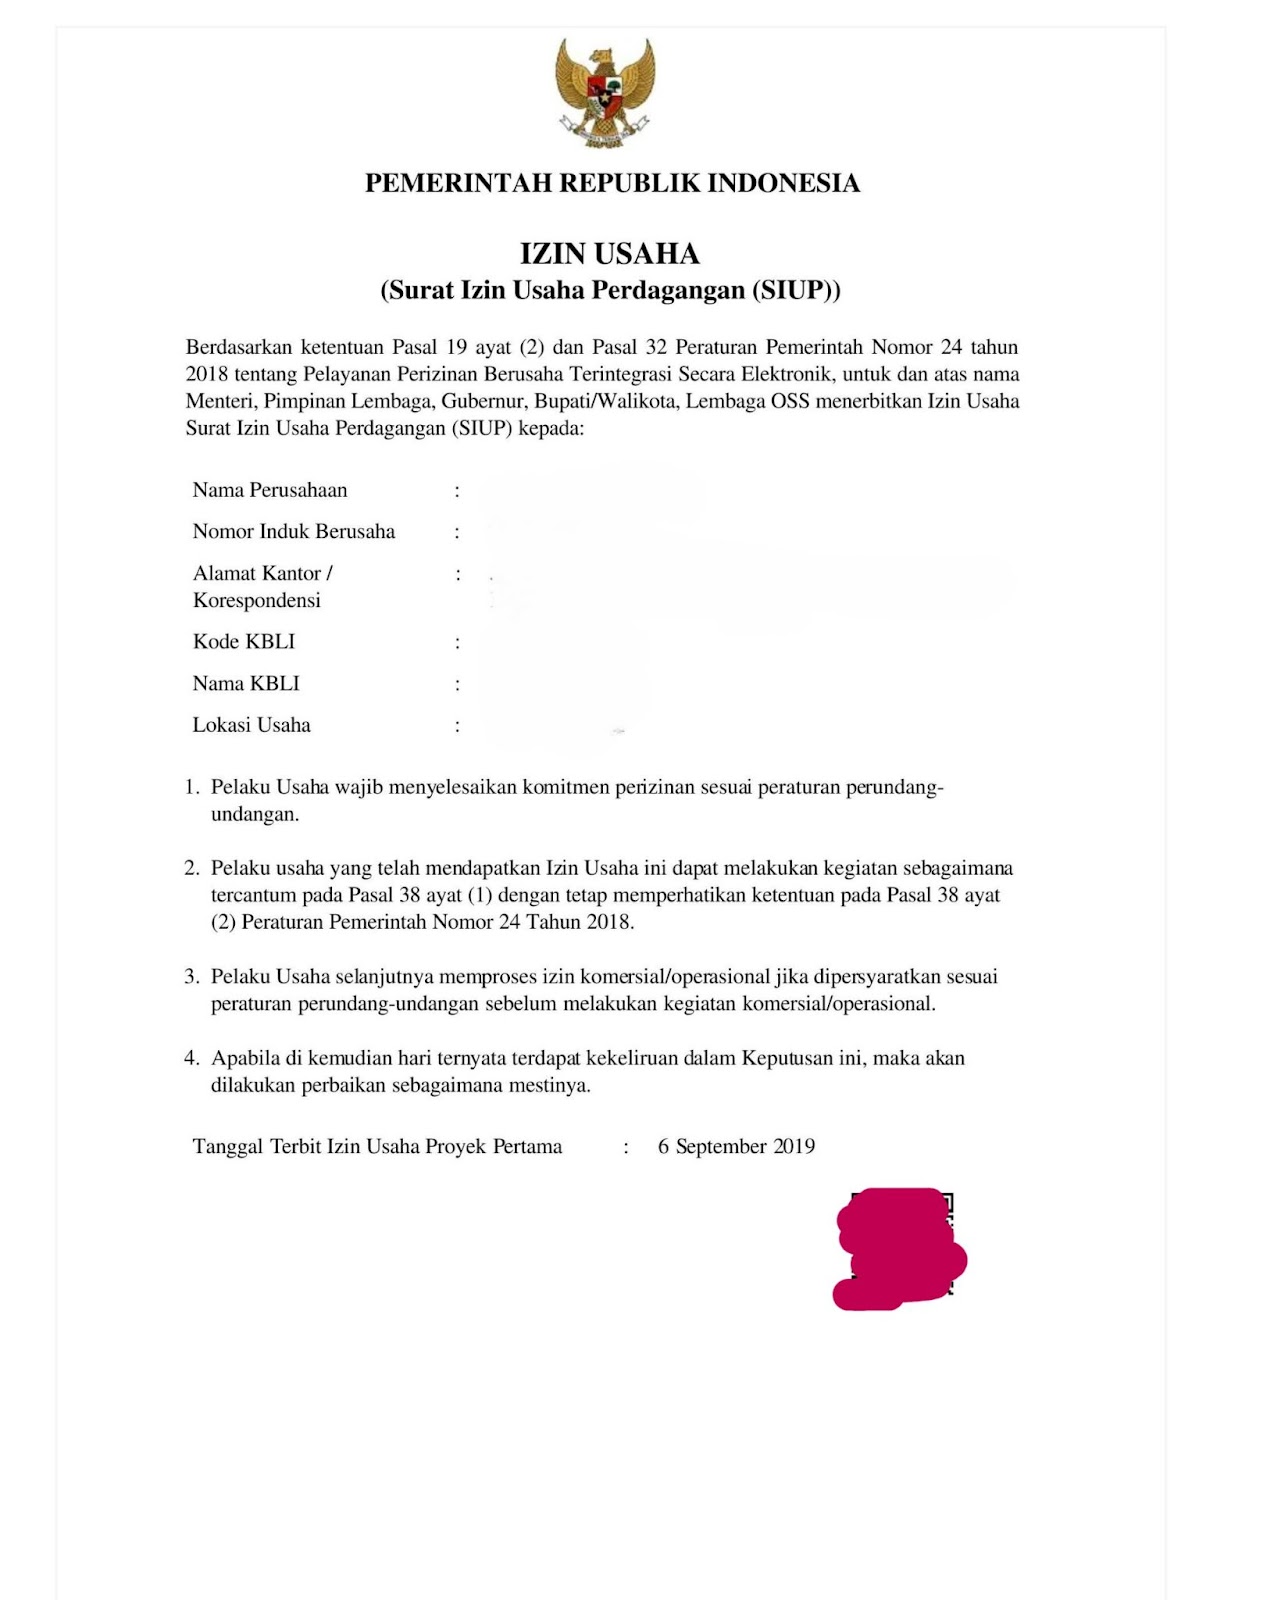 PEMERINTAH REPUBLIK INDONESIA
IZIN USAHA
(Surat Izin Usaha Perdagangan (SIUP))
Berdasarkan ketentuan Pasal 19 ayat (2) dan Pasal 32 Peraturan Pemerintah Nomor 24 tahun
2018 tentang Pelayanan Perizinan Berusaha Terintegrasi Secara Elektronik, untuk dan atas nama
Menteri, Pimpinan Lembaga, Gubernur, Bupati/Walikota, Lembaga OSS menerbitkan Izin Usaha
Surat Izin Usaha Perdagangan (SIUP) kepada:
Nama Perusahaan :
Nomor Induk Berusaha :
Alamat Kantor / :
Korespondensi
Kode KBLI :
Nama KBLI :
Lokasi Usaha :
1. Pelaku Usaha wajib menyelesaikan komitmen perizinan sesuai peraturan perundang-
undangan.
2. Pelaku usaha yang telah mendapatkan Izin Usaha ini dapat melakukan kegiatan sebagaimana
tercantum pada Pasal 38 ayat (1) dengan tetap memperhatikan ketentuan pada Pasal 38 ayat
(2) Peraturan Pemerintah Nomor 24 Tahun 2018.
3. Pelaku Usaha selanjutnya memproses izin komersial/operasional jika dipersyaratkan sesuai
peraturan perundang-undangan sebelum melakukan kegiatan komersial/operasional.
4. Apabila di kemudian hari ternyata terdapat kekeliruan dalam Keputusan ini, maka akan
dilakukan perbaikan sebagaimana mestinya.
Tanggal Terbit Izin Usaha Proyek Pertama : 6 September 2019